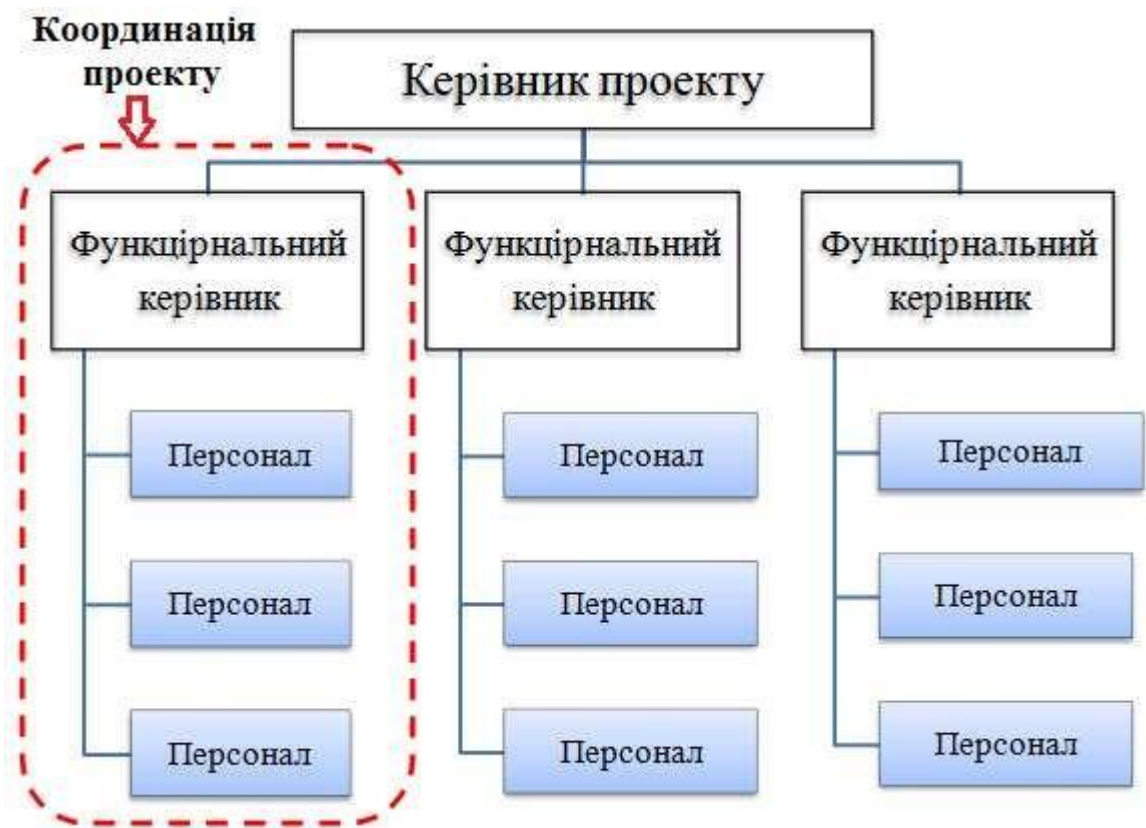 Координація
проекту
Керівник проекту
Функцірнальний
керівник
Функцірнальний
керівник
Функцірнальний
керівник
Персонал
Персонал
Персонал
Персонал
Персонал
Персонал
Персонал
Персонал
Персонал